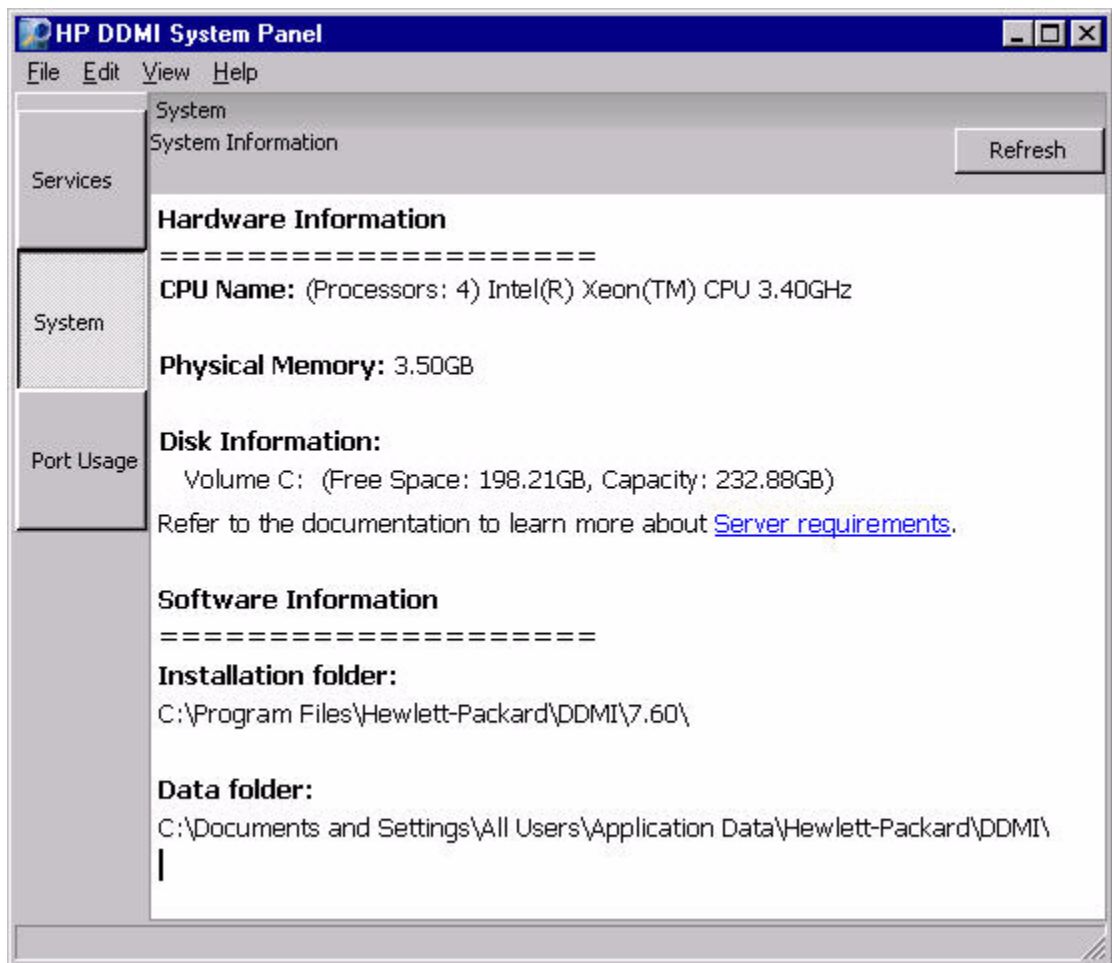 HP DDMI System Panel
File Edit View Help
System
System Information
Refresh
Services
System
Port Usage
Hardware Information
=====================
CPU Name: (Processors: 4) Intel(R) Xeon(TM) CPU 3.40GHz
Physical Memory: 3.50GB
Disk Information:
Volume C: (Free Space: 198.21GB, Capacity: 232.88GB)
Refer to the documentation to learn more about Server requirements.
Software Information
=====================
Installation folder:
C:\Program Files\Hewlett-Packard\DDMI\7.60\
Data folder:
C:\Documents and Settings\All Users\Application Data\Hewlett-Packard\DDMI\